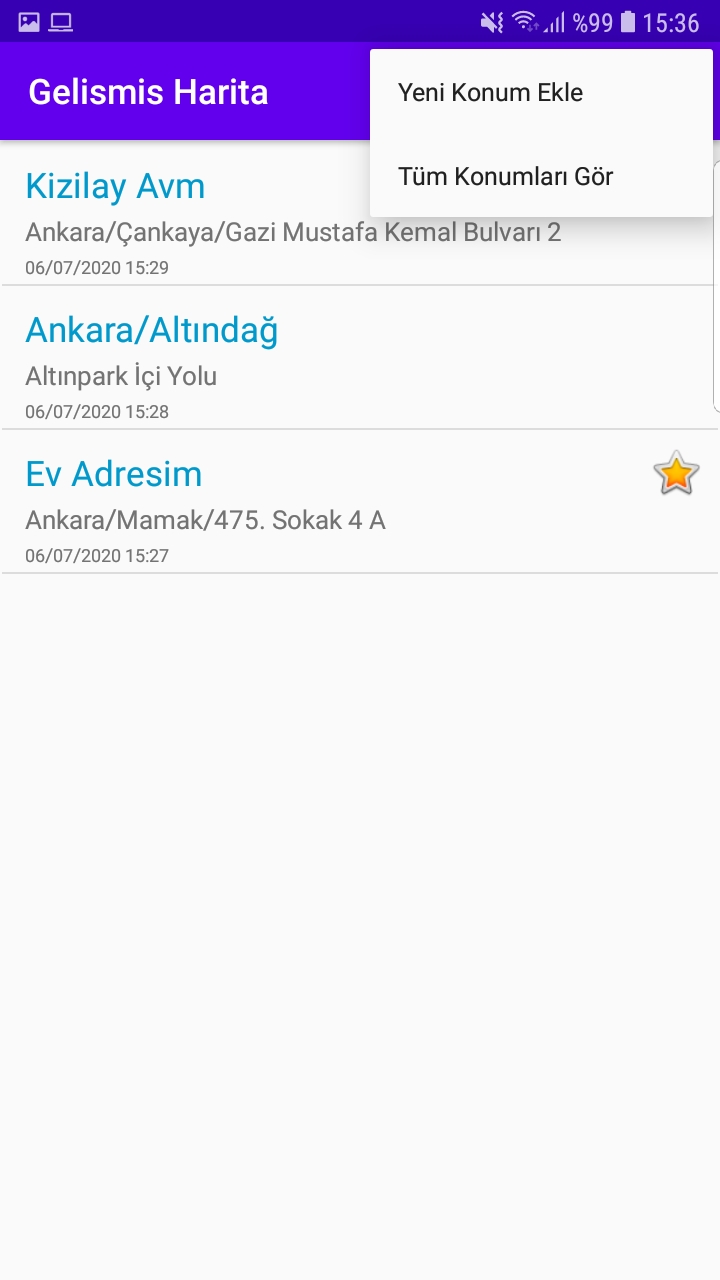 %99 15:36
Gelismis Harita
Yeni Konum Ekle
Tüm Konumları Gör
Kizilay Avm
Ankara/Çankaya/Gazi Mustafa Kemal Bulvarı 2
06/07/2020 15:29
Ankara/Altındağ
Altınpark İçi Yolu
06/07/2020 15:28
Ev Adresim
Ankara/Mamak/475. Sokak 4 A
06/07/2020 15:27